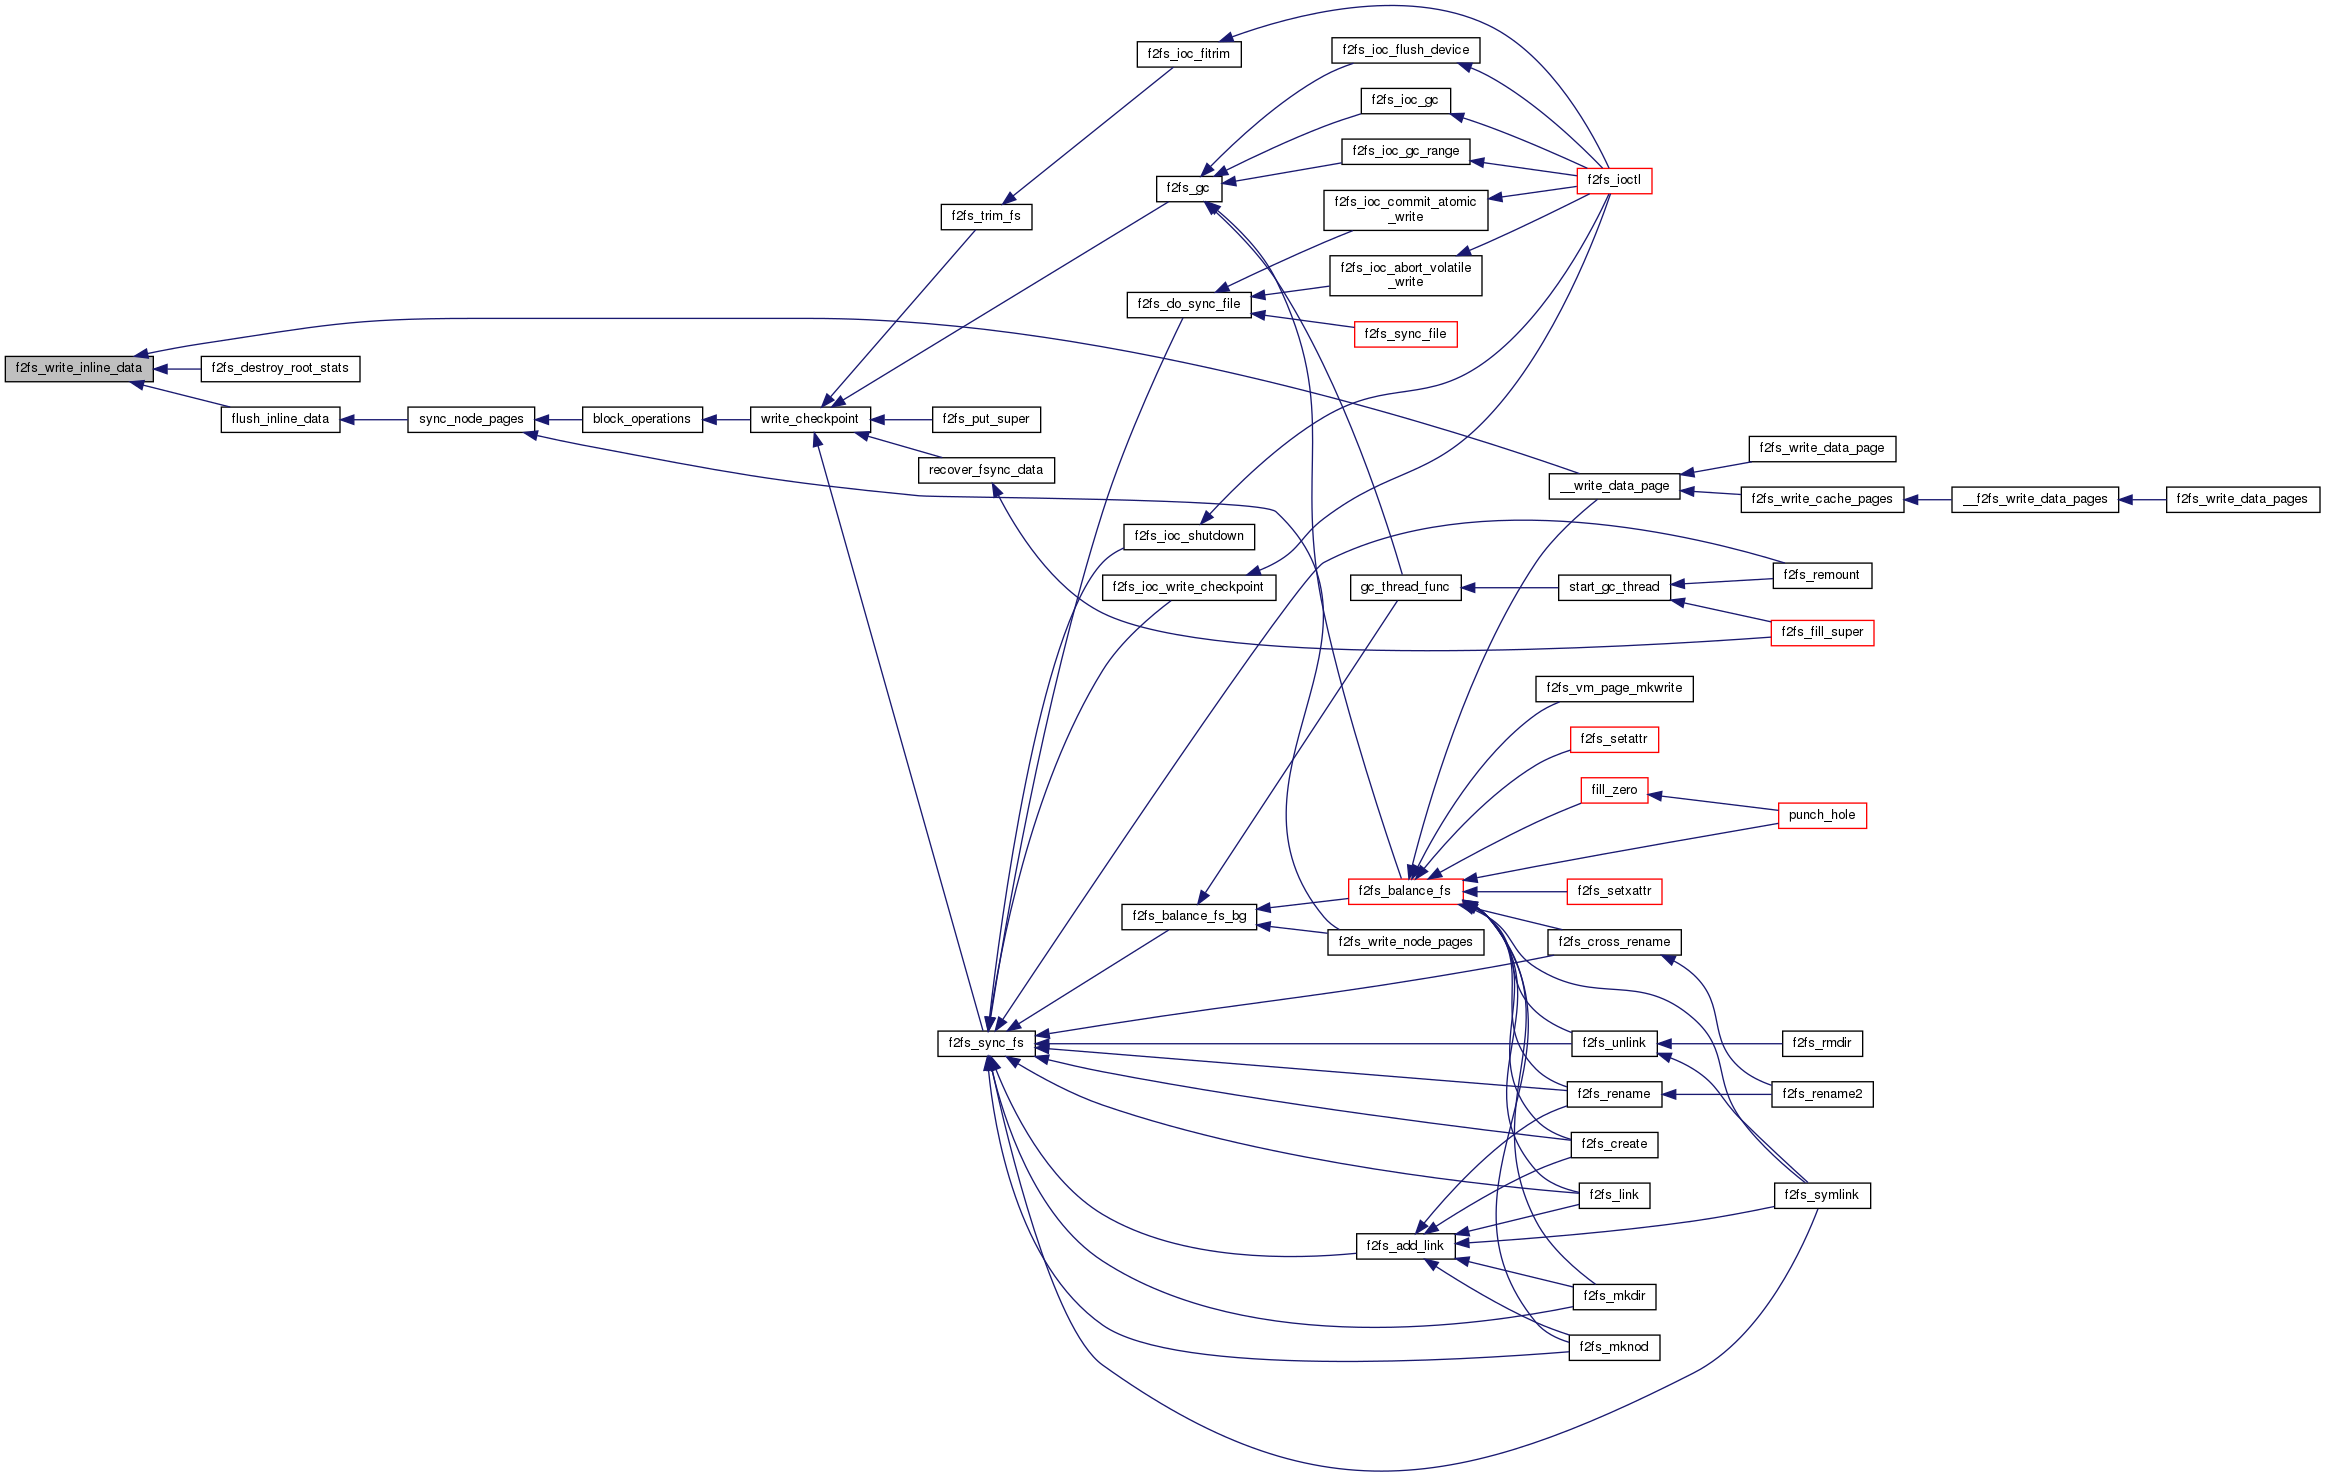 f2fs_write_inline_data
f2fs_destroy_root_stats
flush_inline_data
sync_node_pages
block_operations
write_checkpoint
f2fs_trim_fs
f2fs_put_super
recover_fsync_data
f2fs_sync_fs
f2fs_ioc_fitrim
f2fs_gc
f2fs_do_sync_file
f2fs_ioc_shutdown
f2fs_ioc_write_checkpoint
f2fs_balance_fs_bg
f2fs_ioc_flush_device
f2fs_ioc_gc
f2fs_ioc_gc_range
f2fs_ioc_commit_atomic
_write
f2fs_ioc_abort_volatile
_write
f2fs_sync_file
gc_thread_func
f2fs_balance_fs
f2fs_write_node_pages
f2fs_add_link
f2fs_ioctl
__write_data_page
start_gc_thread
f2fs_vm_page_mkwrite
f2fs_setattr
fill_zero
f2fs_setxattr
f2fs_cross_rename
f2fs_unlink
f2fs_rename
f2fs_create
f2fs_link
f2fs_mkdir
f2fs_mknod
f2fs_write_data_page
f2fs_write_cache_pages
f2fs_remount
f2fs_fill_super
punch_hole
f2fs_rmdir
f2fs_rename2
f2fs_symlink
__f2fs_write_data_pages
f2fs_write_data_pages